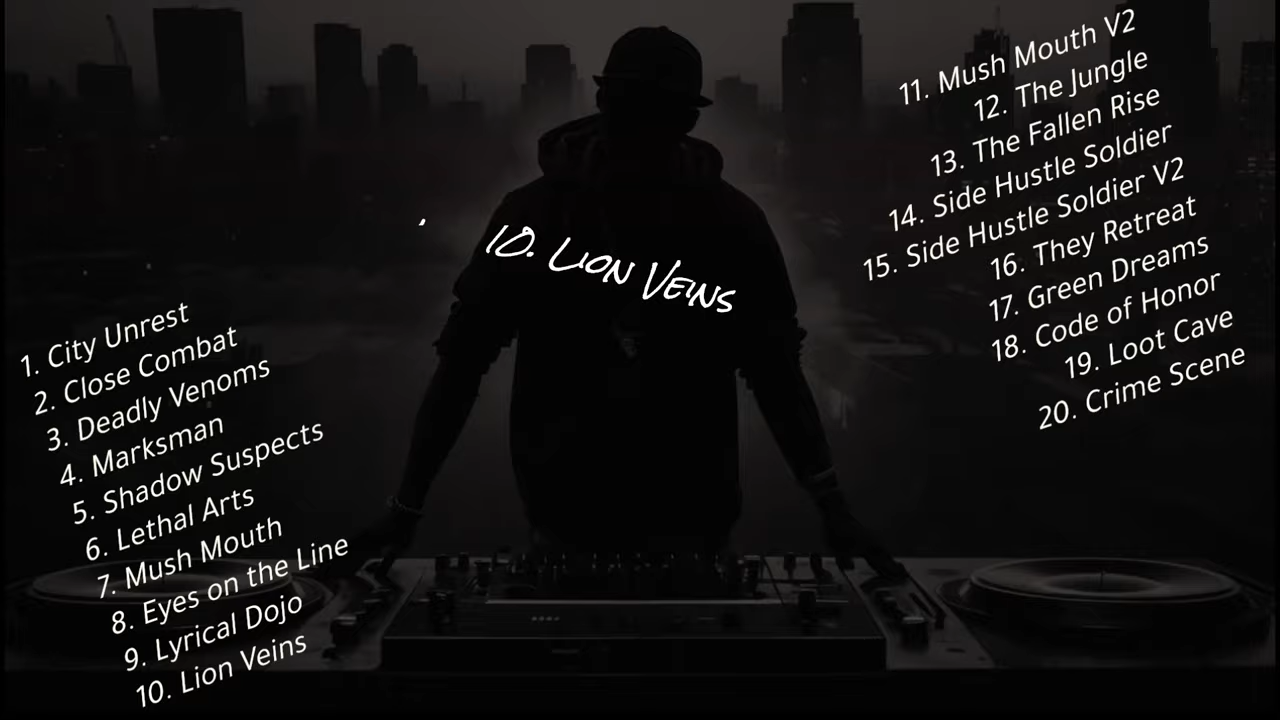 1. City Unrest
2. Close Combat
3. Deadly Venoms
4. Marksman
5. Shadow Suspects
6. Lethal Arts
7. Mush Mouth
8. Eyes on the Line
9. Lyrical Dojo
10. Lion Veins
10. Lion Veins
11. Mush Mouth V2
12. The Jungle
13. The Fallen Rise
14. Side Hustle Soldier
15. Side Hustle Soldier V2
16. They Retreat
17. Green Dreams
18. Code of Honor
19. Loot Cave
20. Crime Scene